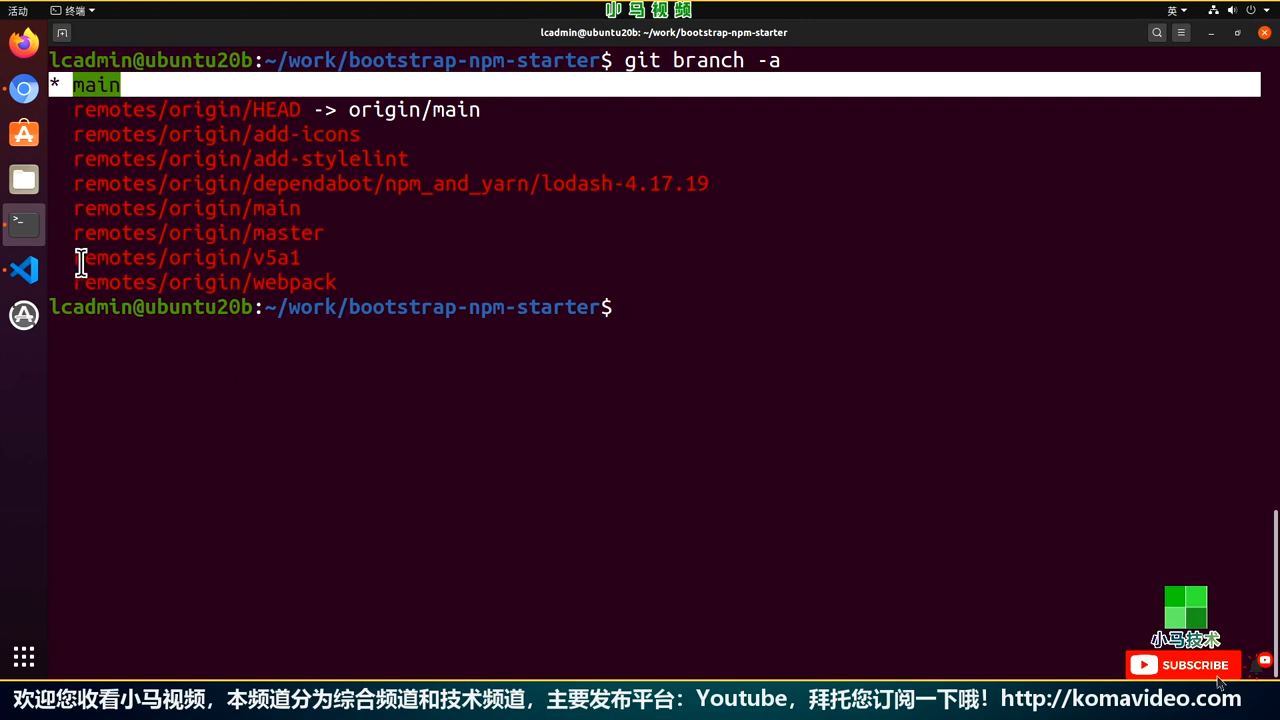 小马视频
活动 终端 英
lcadmin@ubuntu20b: ~/work/bootstrap-npm-starter
lcadmin@ubuntu20b:~/work/bootstrap-npm-starter$ git branch -a
* main
remotes/origin/HEAD -> origin/main
remotes/origin/add-icons
remotes/origin/add-stylelint
remotes/origin/dependabot/npm_and_yarn/lodash-4.17.19
remotes/origin/main
remotes/origin/master
remotes/origin/v5a1
remotes/origin/webpack
lcadmin@ubuntu20b:~/work/bootstrap-npm-starter$
小马技术
SUBSCRIBE
欢迎您收看小马视频，本频道分为综合频道和技术频道，主要发布平台：Youtube，拜托您订阅一下哦！http://komavideo.com